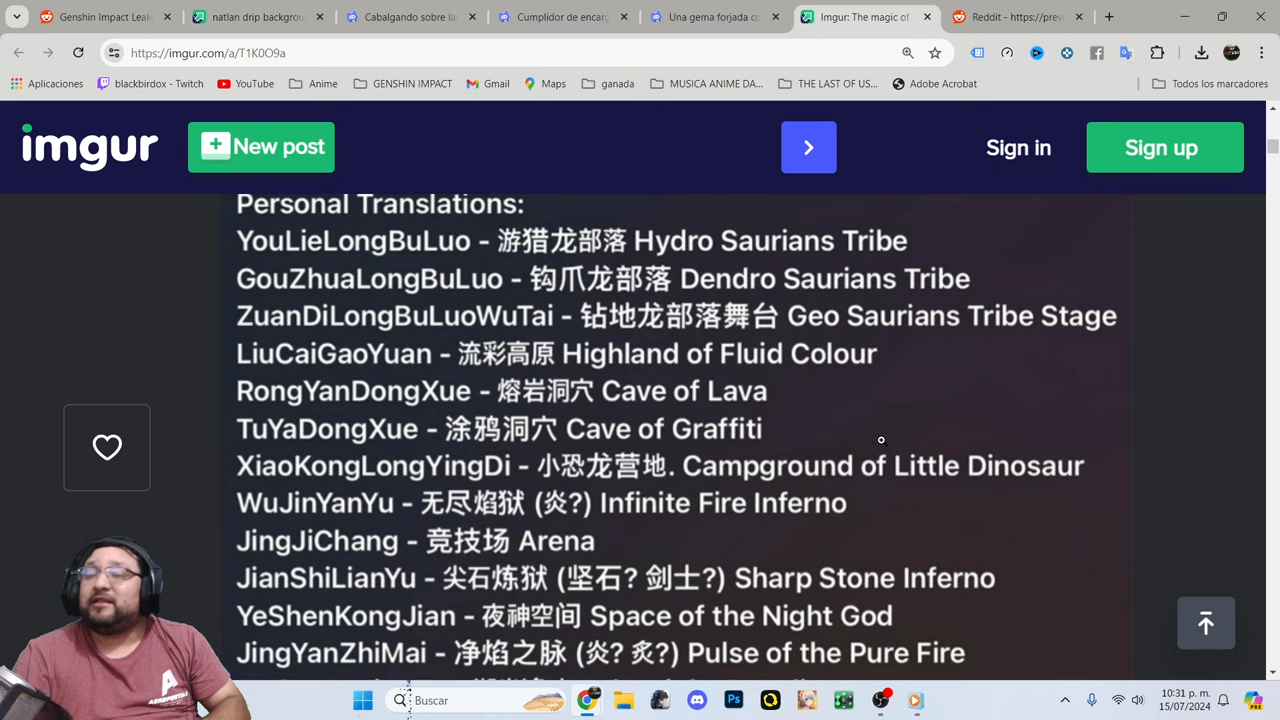 Genshin Impact Leak
natlan drip backgrou
Cabalgando sobre la
Cumplidor de encarg
Una gema forjada co
Imgur: The magic of
Reddit - https://prev
https://imgur.com/a/T1K0O9a
Aplicaciones
blackbirdox - Twitch
YouTube
Anime
GENSHIN IMPACT
Gmail
Maps
ganada
MUSICA ANIME DA...
THE LAST OF US...
Adobe Acrobat
Todos los marcadores
imgur
New post
Sign in
Sign up
Personal Translations:
YouLieLongBuLuo - 游猎龙部落 Hydro Saurians Tribe
GouZhuaLongBuLuo - 钩爪龙部落 Dendro Saurians Tribe
ZuanDiLongBuLuoWuTai - 钻地龙部落舞台 Geo Saurians Tribe Stage
LiuCaiGaoYuan - 流彩高原 Highland of Fluid Colour
RongYanDongXue - 熔岩洞穴 Cave of Lava
TuYaDongXue - 涂鸦洞穴 Cave of Graffiti
XiaoKongLongYingDi - 小恐龙营地. Campground of Little Dinosaur
WuJinYanYu - 无尽焰狱 (炎?) Infinite Fire Inferno
JingJiChang - 竞技场 Arena
JianShiLianYu - 尖石炼狱 (坚石? 剑士?) Sharp Stone Inferno
YeShenKongJian - 夜神空间 Space of the Night God
JingYanZhiMai - 净焰之脉 (炎? 炙?) Pulse of the Pure Fire
Buscar
10:31 p. m.
15/07/2024